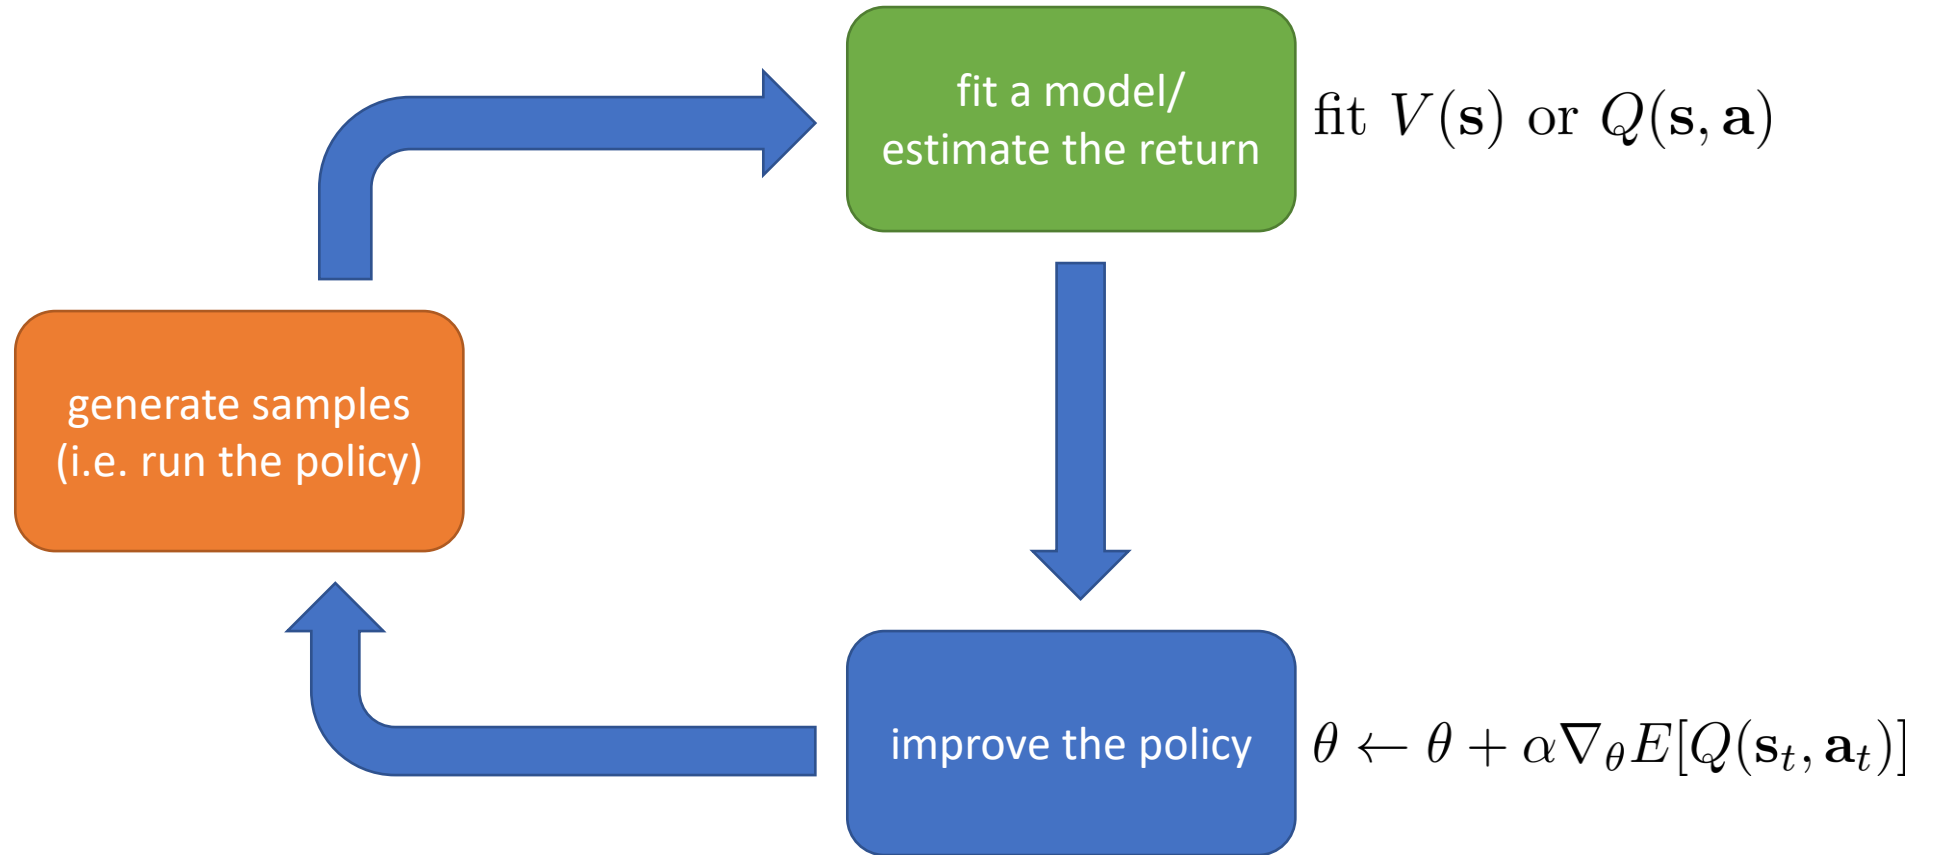 fit a model/
estimate the return
fit V(s) or Q(s, a)
generate samples
(i.e. run the policy)
improve the policy
θ ← θ + α∇θE[Q(sₜ, aₜ)]